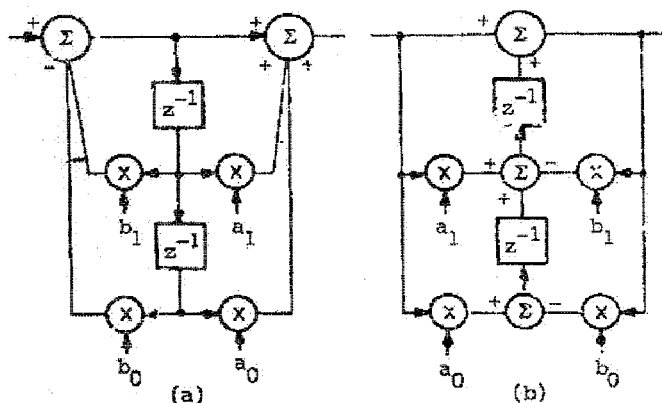 + Σ + Σ + Σ
- + + +
z⁻¹ z⁻¹
X X X + Σ - X
b₁ a₁ a₁ + b₁
z⁻¹ z⁻¹
X X X + Σ - X
b₀ a₀ a₀ b₀
(a) (b)